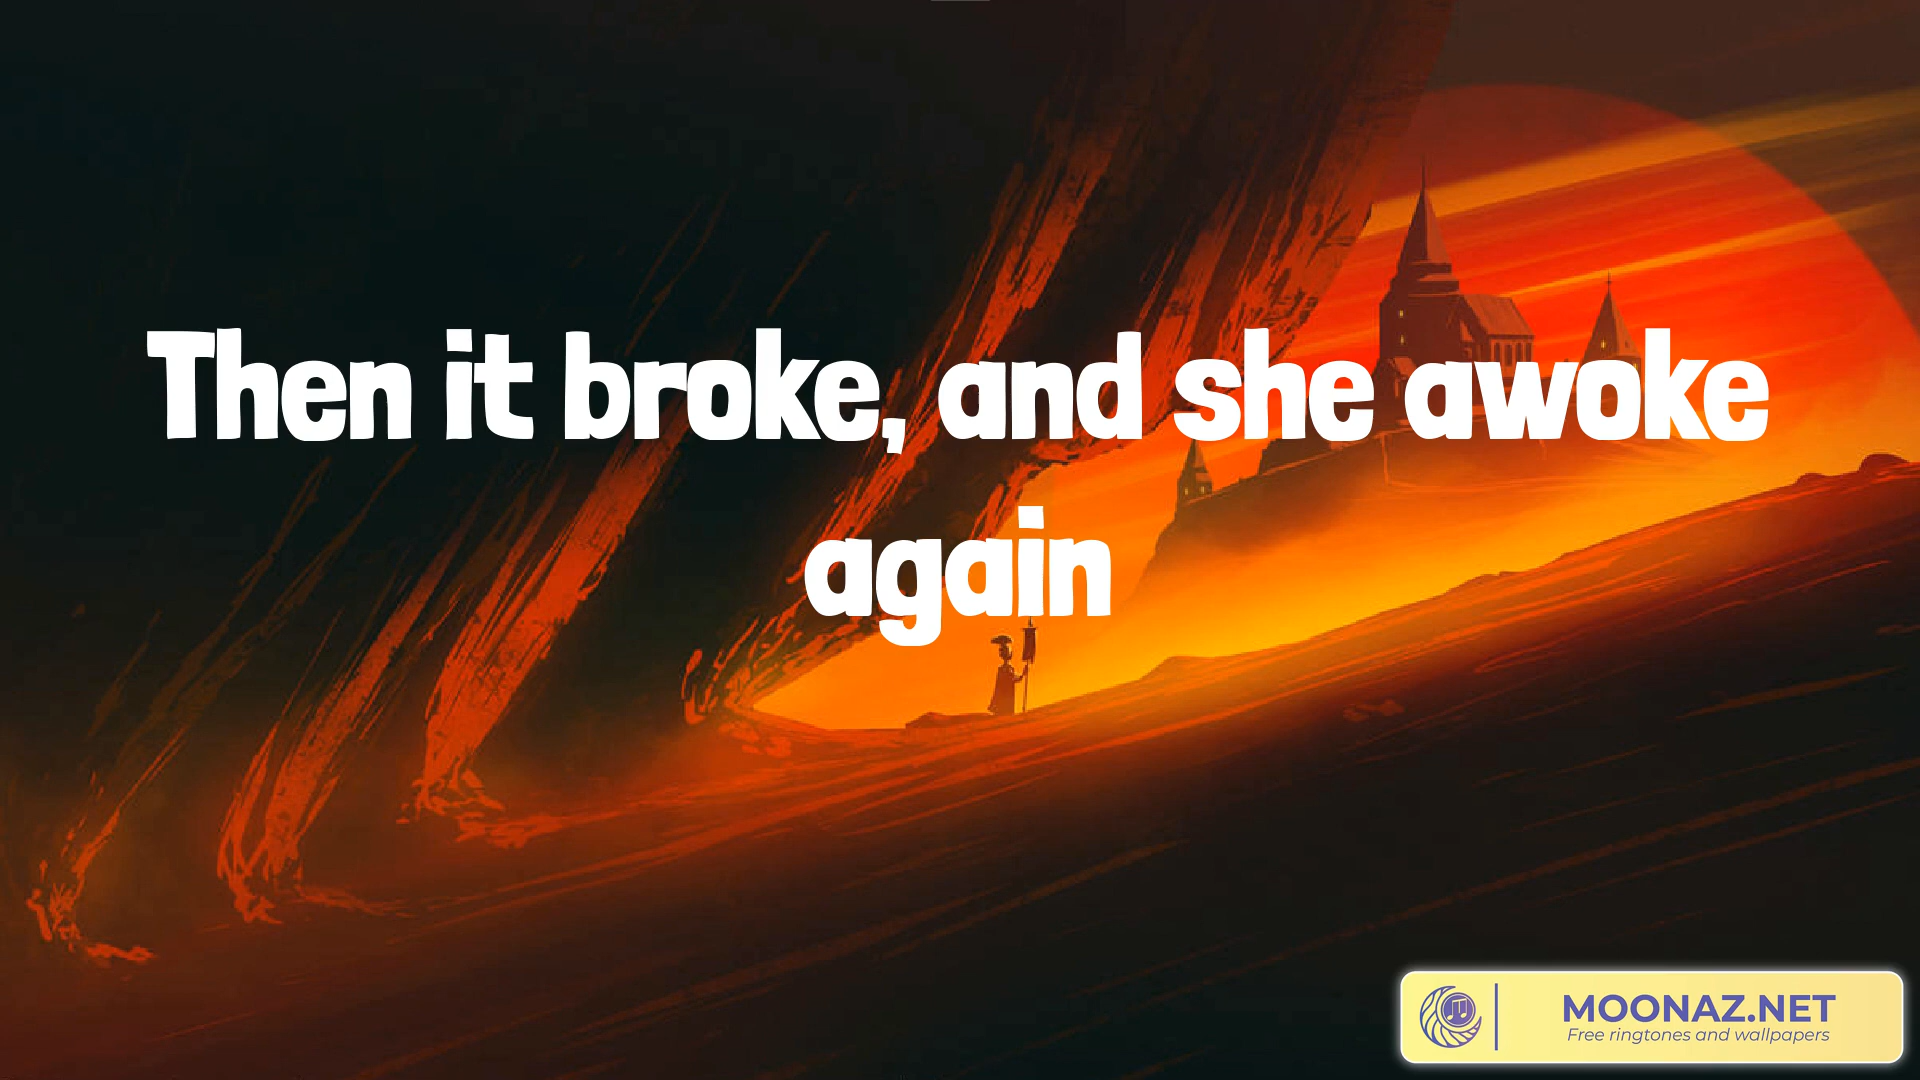 Then it broke, and she awoke
again
MOONAZ.NET
Free ringtones and wallpapers